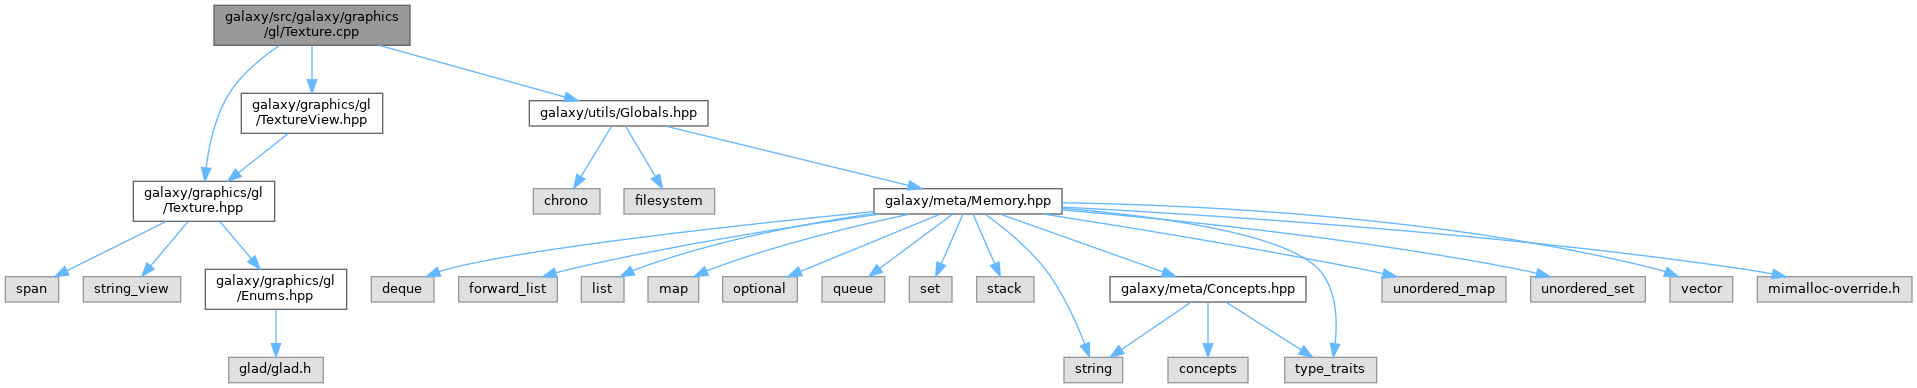 galaxy/src/galaxy/graphics
/gl/Texture.cpp
galaxy/graphics/gl
/TextureView.hpp
galaxy/utils/Globals.hpp
galaxy/graphics/gl
/Texture.hpp
chrono
filesystem
galaxy/meta/Memory.hpp
span
string_view
galaxy/graphics/gl
/Enums.hpp
deque
forward_list
list
map
optional
queue
set
stack
galaxy/meta/Concepts.hpp
unordered_map
unordered_set
vector
mimalloc-override.h
glad/glad.h
string
concepts
type_traits